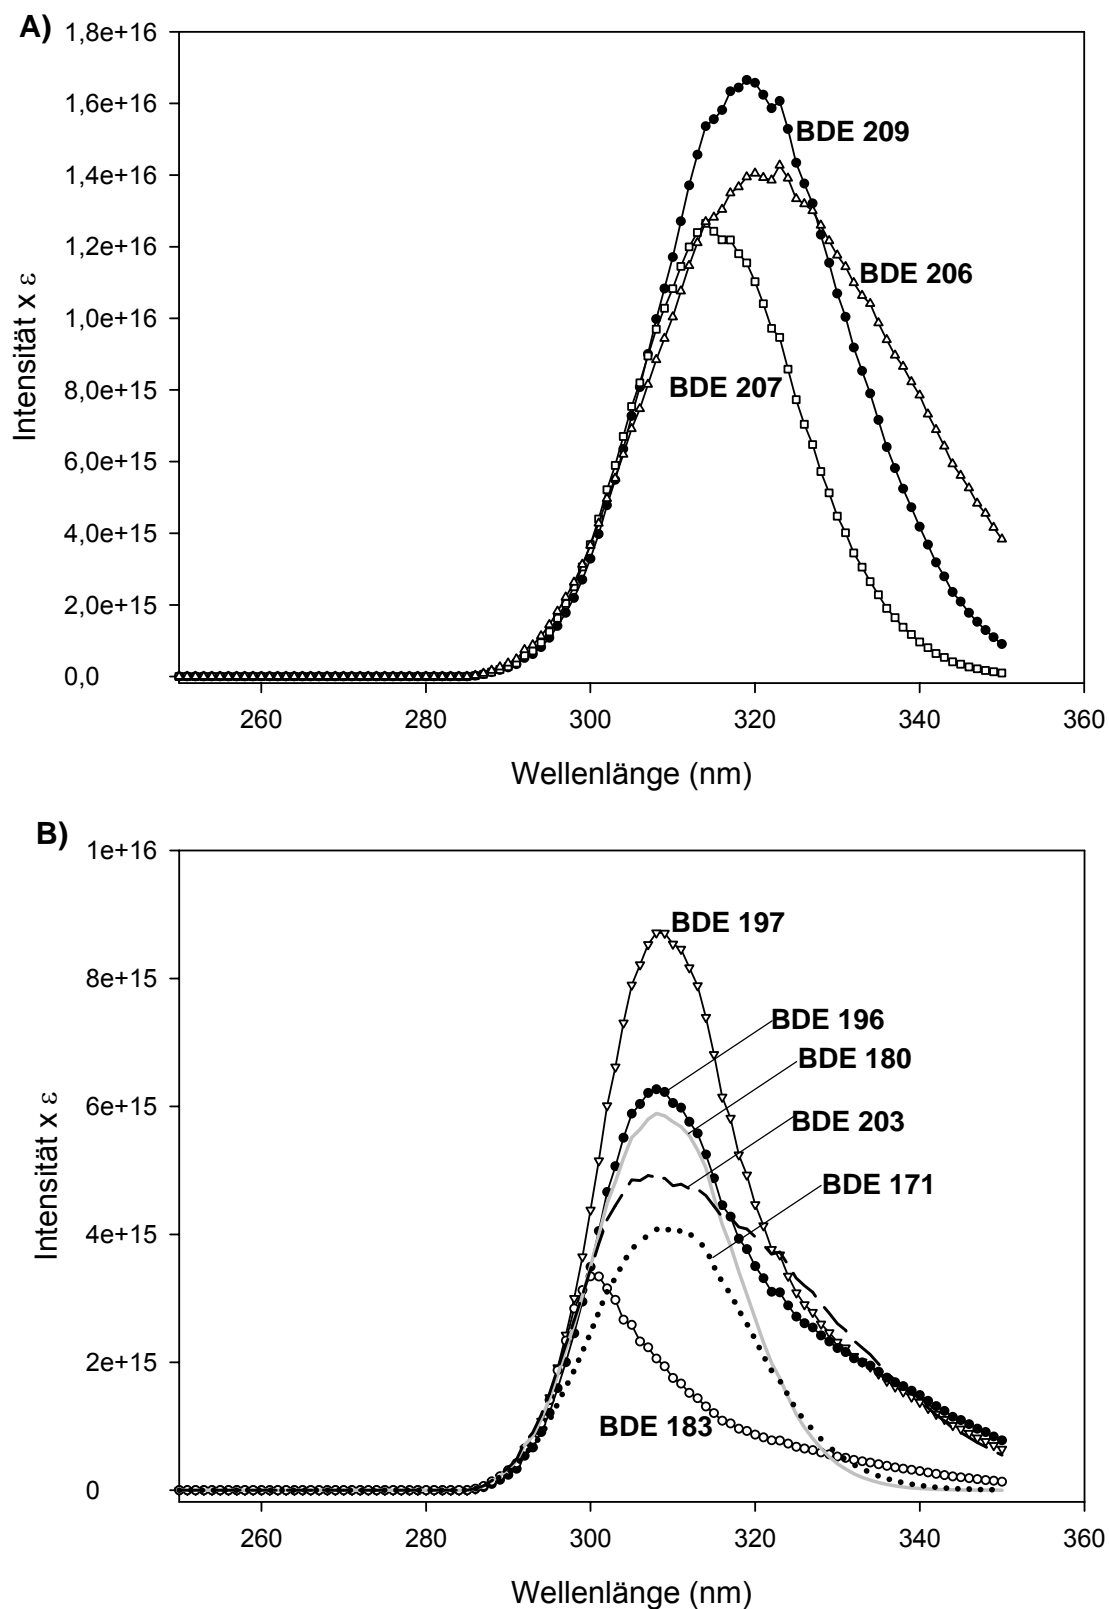 A)
1,8e+16
1,6e+16
1,4e+16
1,2e+16
1,0e+16
8,0e+15
6,0e+15
4,0e+15
2,0e+15
0,0
Intensität x ε
BDE 209
BDE 206
BDE 207
260 280 300 320 340 360
Wellenlänge (nm)
B)
1e+16
8e+15
6e+15
4e+15
2e+15
0
Intensität x ε
BDE 197
BDE 196
BDE 180
BDE 203
BDE 171
BDE 183
260 280 300 320 340 360
Wellenlänge (nm)